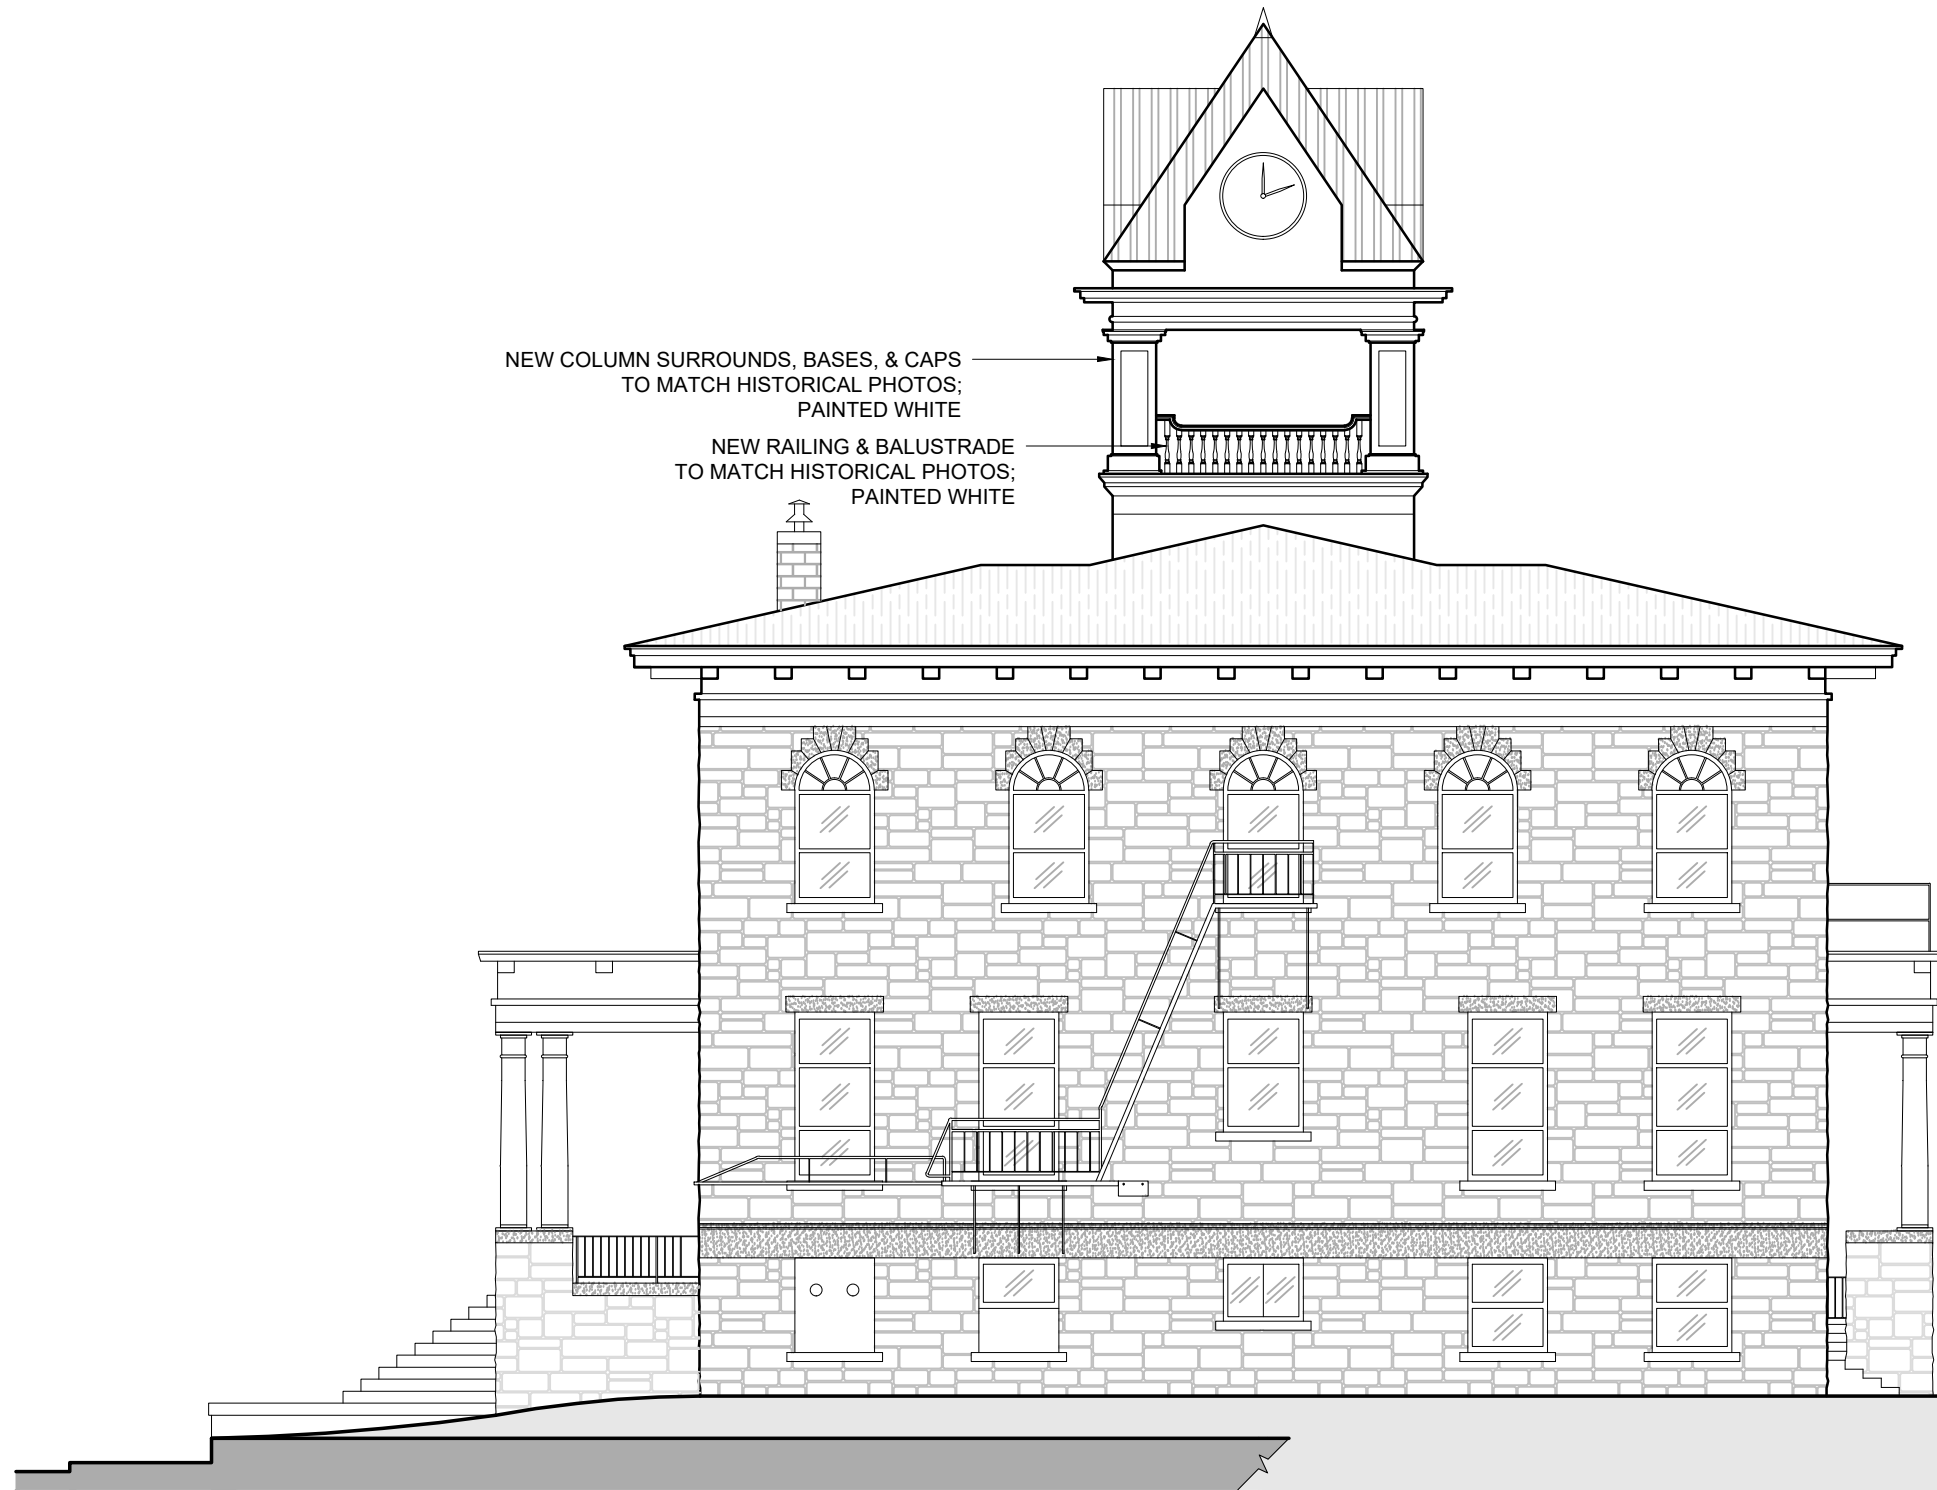 NEW COLUMN SURROUNDS, BASES, & CAPS
TO MATCH HISTORICAL PHOTOS;
PAINTED WHITE
NEW RAILING & BALUSTRADE
TO MATCH HISTORICAL PHOTOS;
PAINTED WHITE